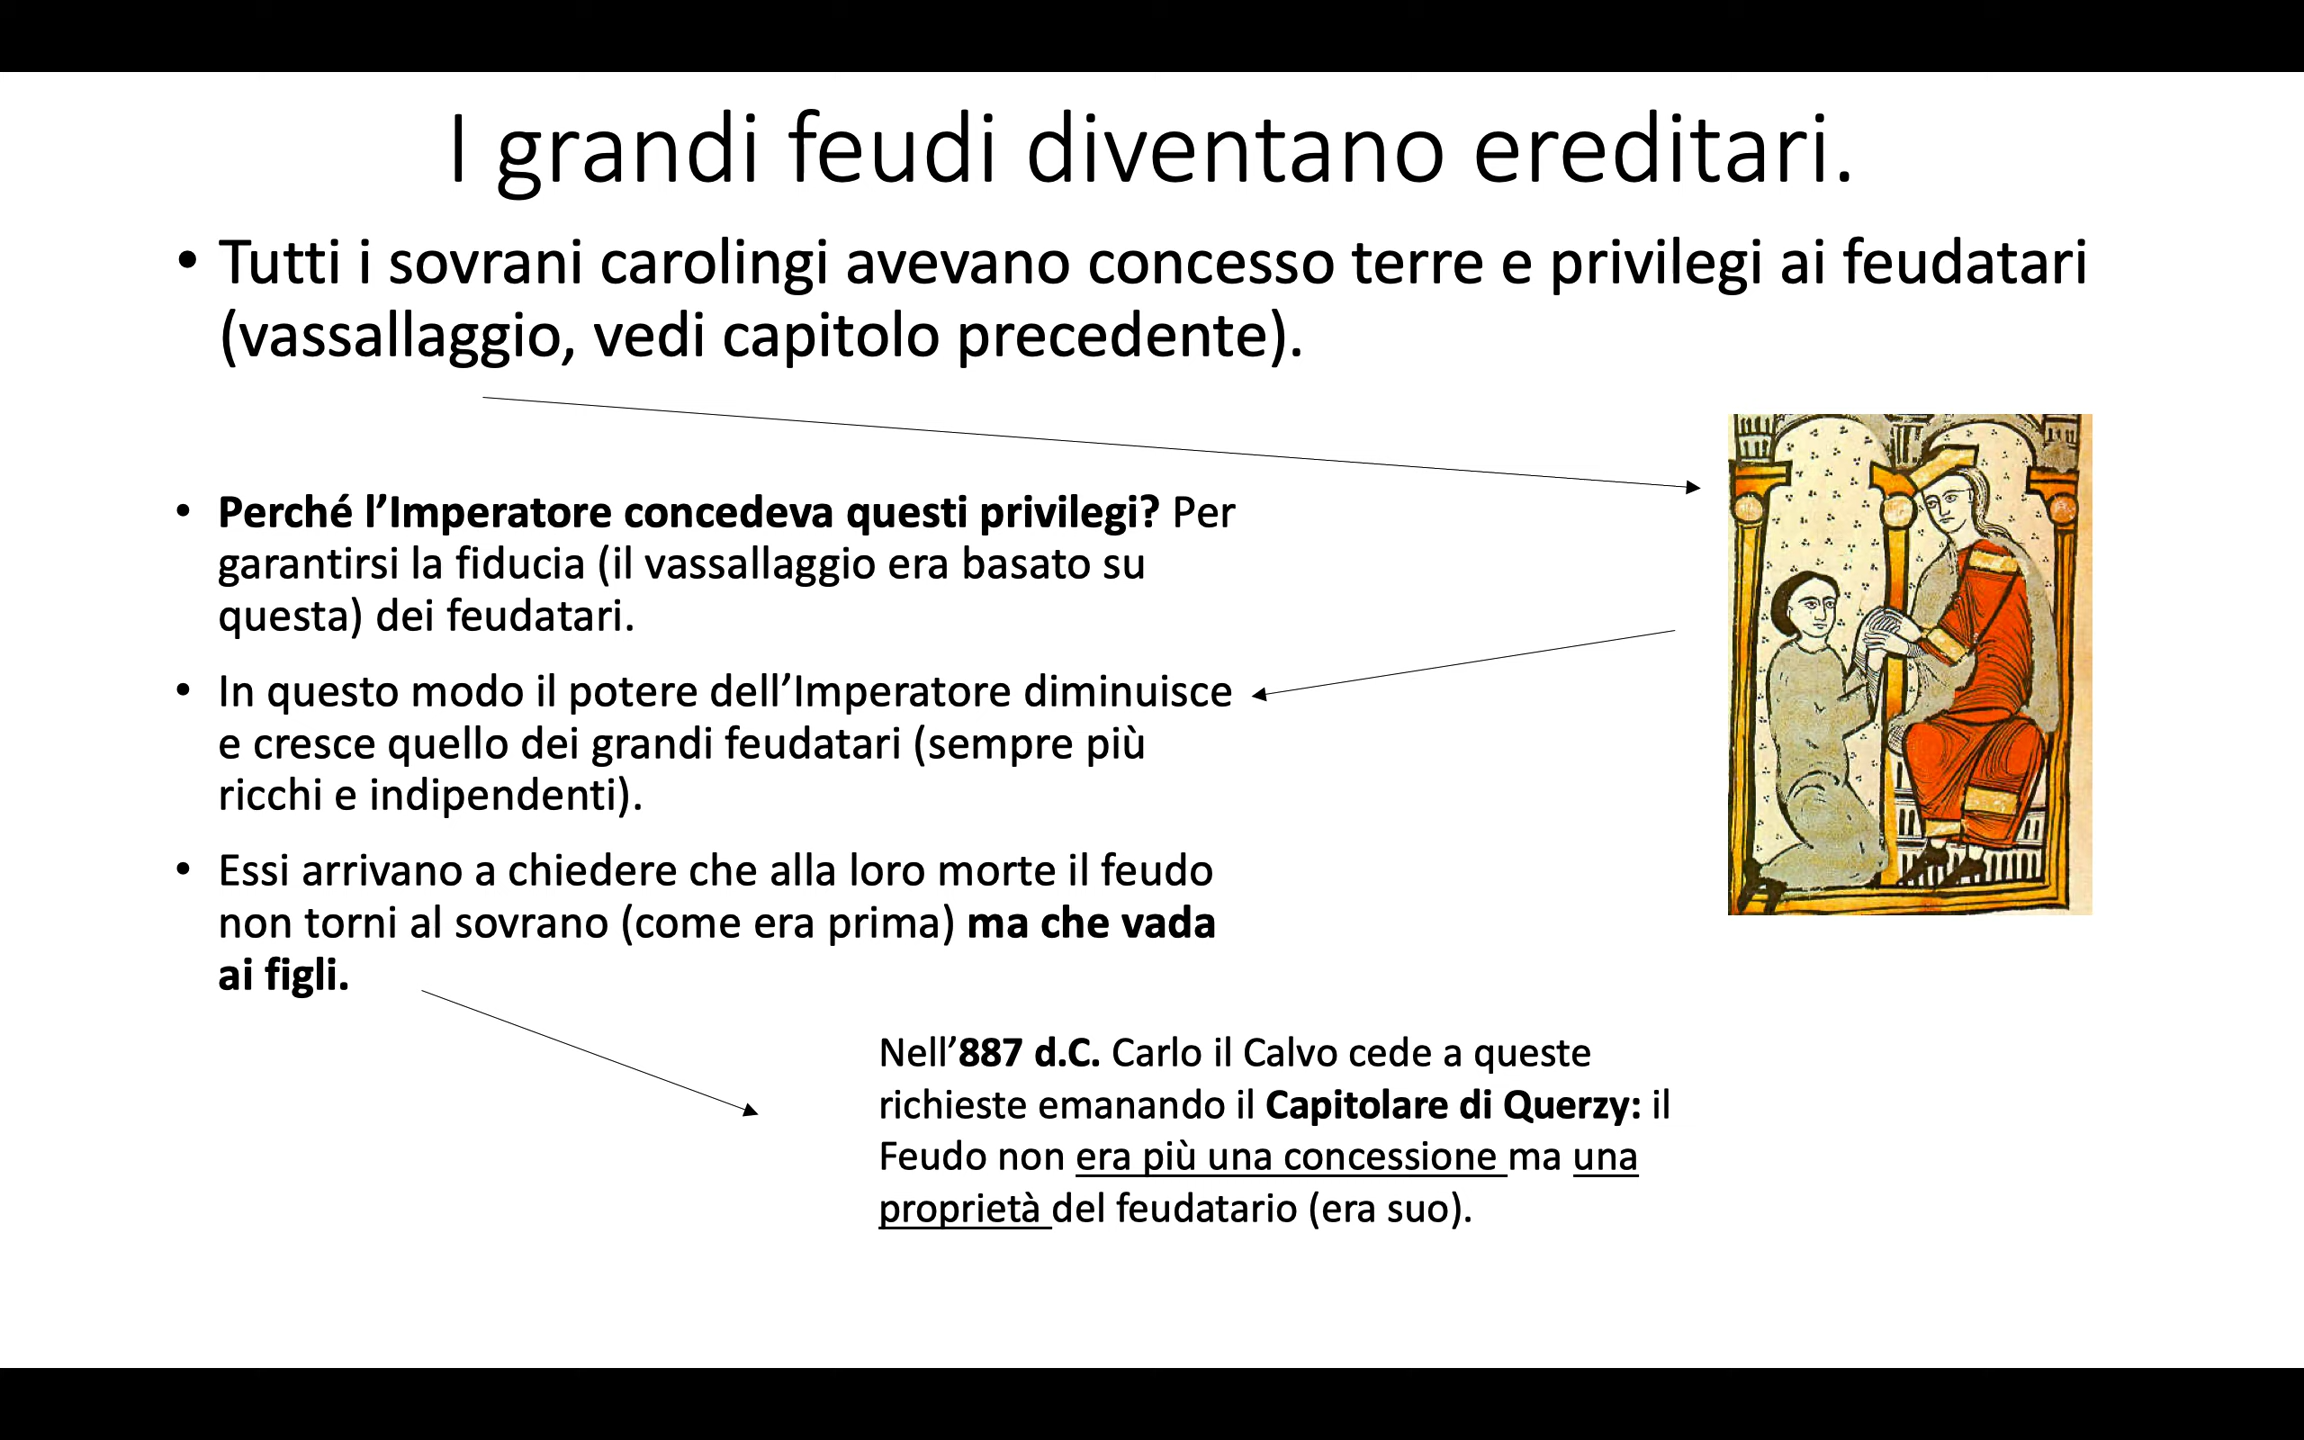 I grandi feudi diventano ereditari.
• Tutti i sovrani carolingi avevano concesso terre e privilegi ai feudatari
(vassallaggio, vedi capitolo precedente).
• Perché l’Imperatore concedeva questi privilegi? Per
garantirsi la fiducia (il vassallaggio era basato su
questa) dei feudatari.
• In questo modo il potere dell’Imperatore diminuisce
e cresce quello dei grandi feudatari (sempre più
ricchi e indipendenti).
• Essi arrivano a chiedere che alla loro morte il feudo
non torni al sovrano (come era prima) ma che vada
ai figli.
Nell’887 d.C. Carlo il Calvo cede a queste
richieste emanando il Capitolare di Querzy: il
Feudo non era più una concessione ma una
proprietà del feudatario (era suo).